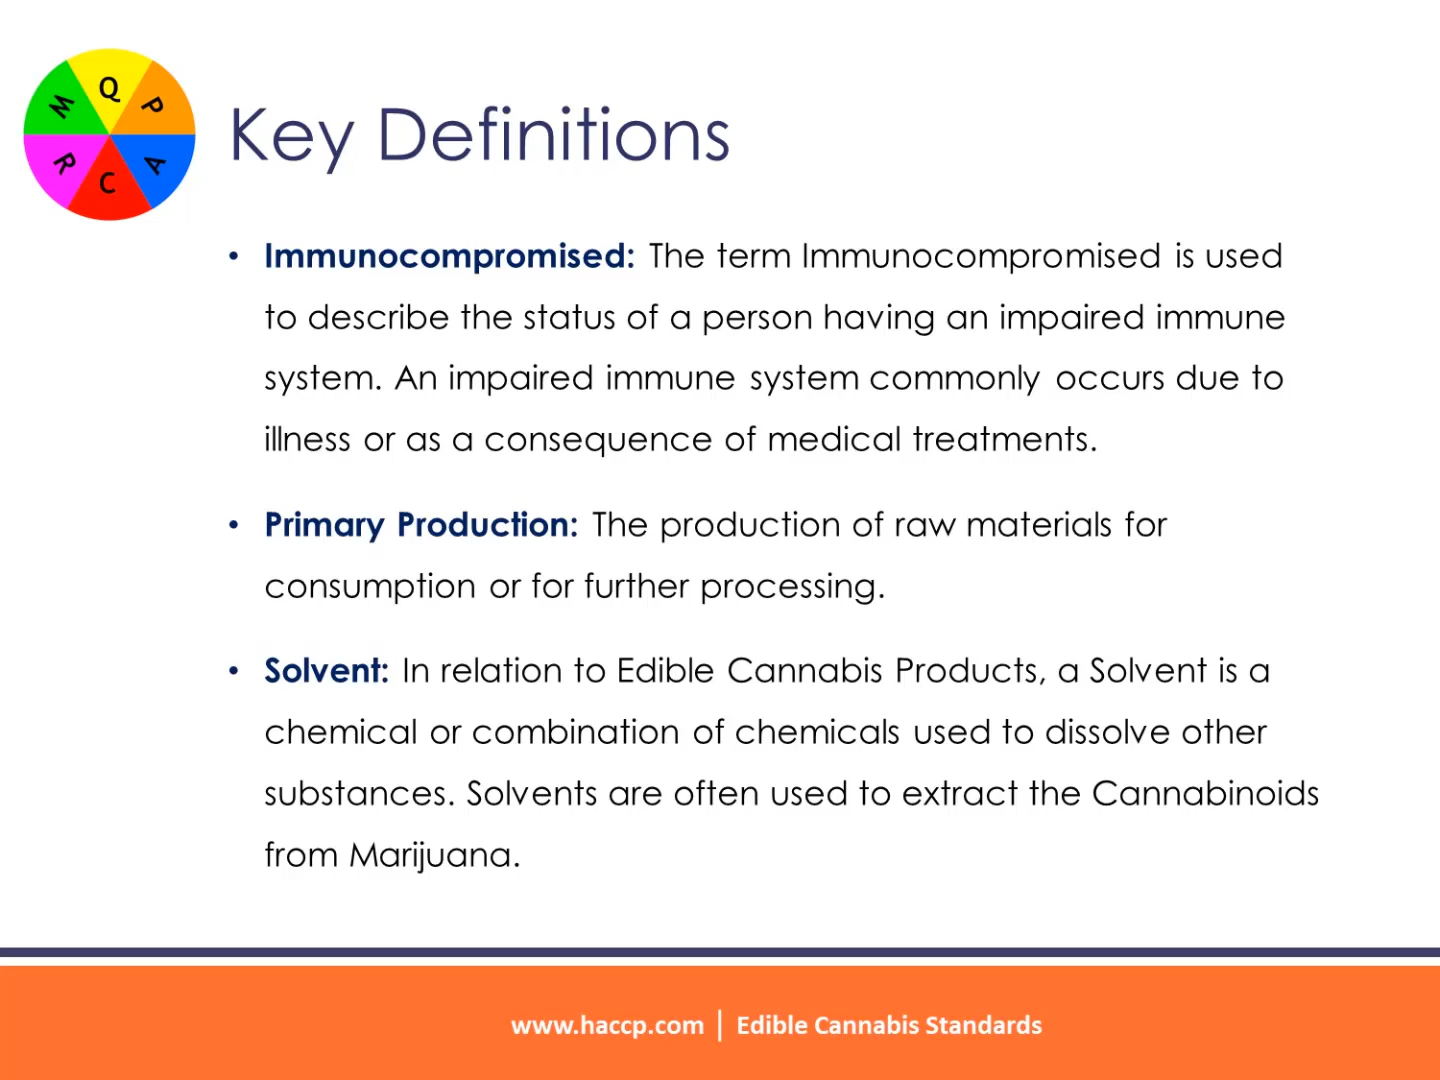 Q
P
A
C
R
M
Key Definitions
• Immunocompromised: The term Immunocompromised is used
to describe the status of a person having an impaired immune
system. An impaired immune system commonly occurs due to
illness or as a consequence of medical treatments.
• Primary Production: The production of raw materials for
consumption or for further processing.
• Solvent: In relation to Edible Cannabis Products, a Solvent is a
chemical or combination of chemicals used to dissolve other
substances. Solvents are often used to extract the Cannabinoids
from Marijuana.
www.haccp.com | Edible Cannabis Standards